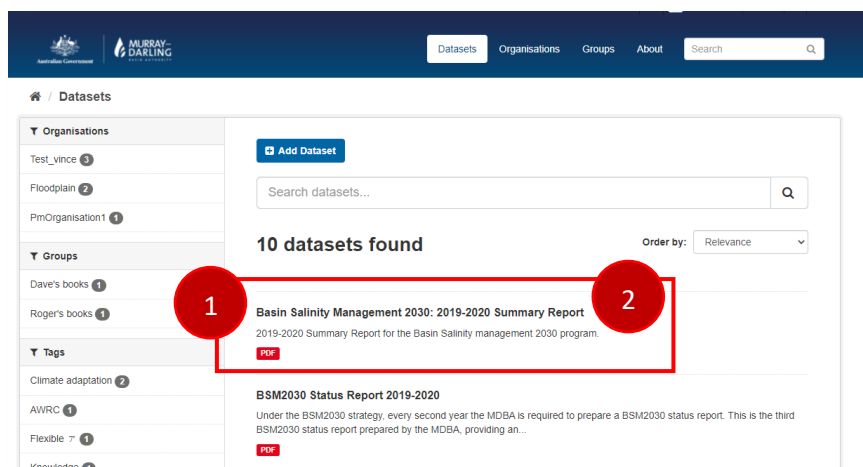 Australian Government
MURRAY–
DARLING
BASIN AUTHORITY
Datasets
Organisations
Groups
About
Search
/ Datasets
Organisations
Test_vince 3
Floodplain 2
PmOrganisation1 1
Groups
Dave's books 1
Roger's books 1
Tags
Climate adaptation 2
AWRC 1
Flexible 7' 1
Knowledge
Add Dataset
Search datasets...
10 datasets found
Order by: Relevance
1
2
Basin Salinity Management 2030: 2019-2020 Summary Report
2019-2020 Summary Report for the Basin Salinity management 2030 program.
PDF
BSM2030 Status Report 2019-2020
Under the BSM2030 strategy, every second year the MDBA is required to prepare a BSM2030 status report. This is the third
BSM2030 status report prepared by the MDBA, providing an...
PDF